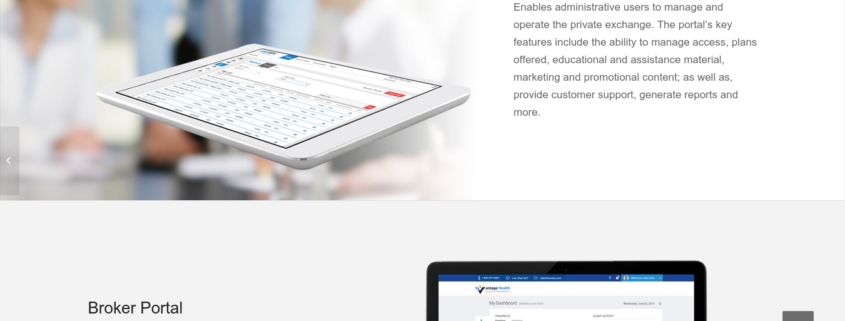 Enables administrative users to manage and
operate the private exchange. The portal's key
features include the ability to manage access, plans
offered, educational and assistance material,
marketing and promotional content; as well as,
provide customer support, generate reports and
more.
Broker Portal
My Dashboard